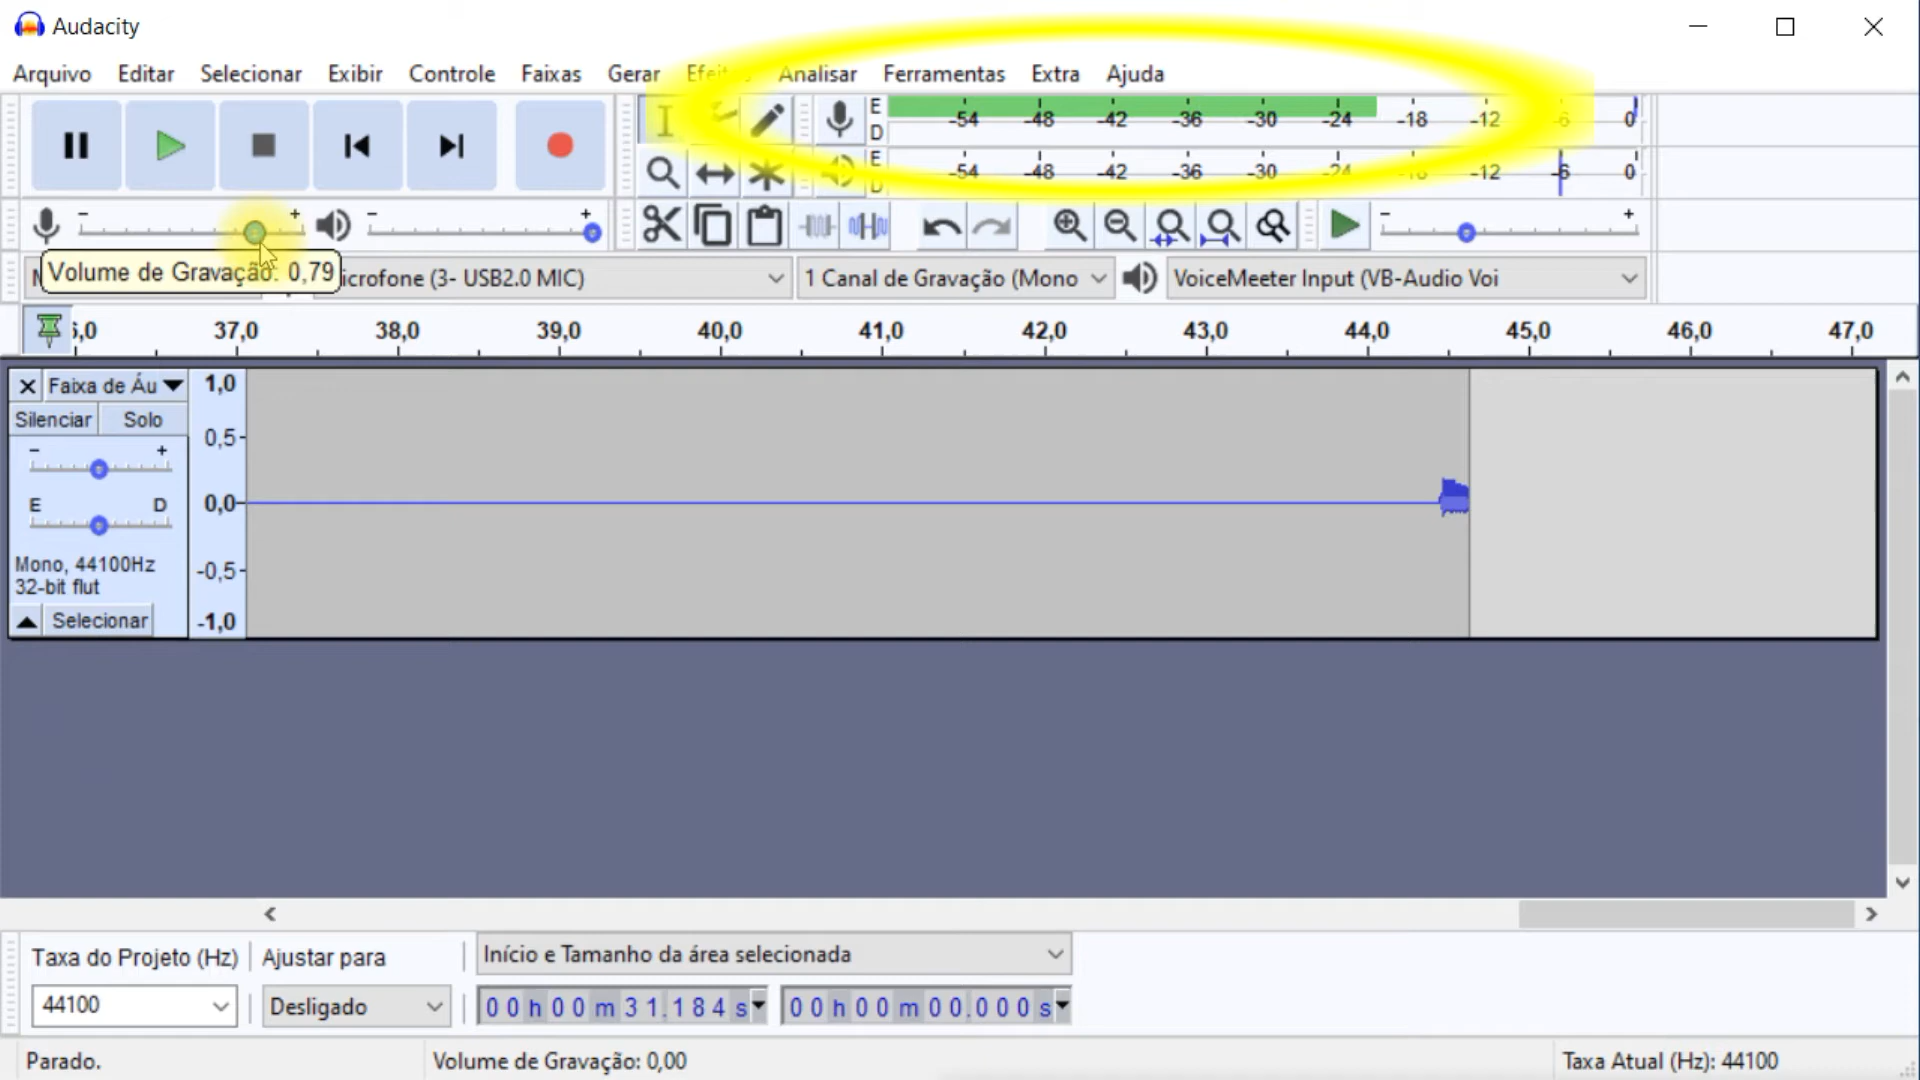 Audacity
Arquivo Editar Selecionar Exibir Controle Faixas Gerar Analisar Ferramentas Extra Ajuda
E -54 -48 -42 -36 -30 -24 -18 -12 -6 0
D
E -54 -48 -42 -36 -30 -24 -18 -12 -6 0
D
- + - + - +
Volume de Gravação: 0,79
icrofone (3- USB2.0 MIC) 1 Canal de Gravação (Mono VoiceMeeter Input (VB-Audio Voi
37,0 38,0 39,0 40,0 41,0 42,0 43,0 44,0 45,0 46,0 47,0
Faixa de Áu
Silenciar Solo
- +
E D
Mono, 44100Hz
32-bit flut
Selecionar
1,0
0,5
0,0
-0,5
-1,0
Taxa do Projeto (Hz) Ajustar para Início e Tamanho da área selecionada
44100 Desligado 00h00m31.184s 00h00m00.000s
Parado. Volume de Gravação: 0,00 Taxa Atual (Hz): 44100